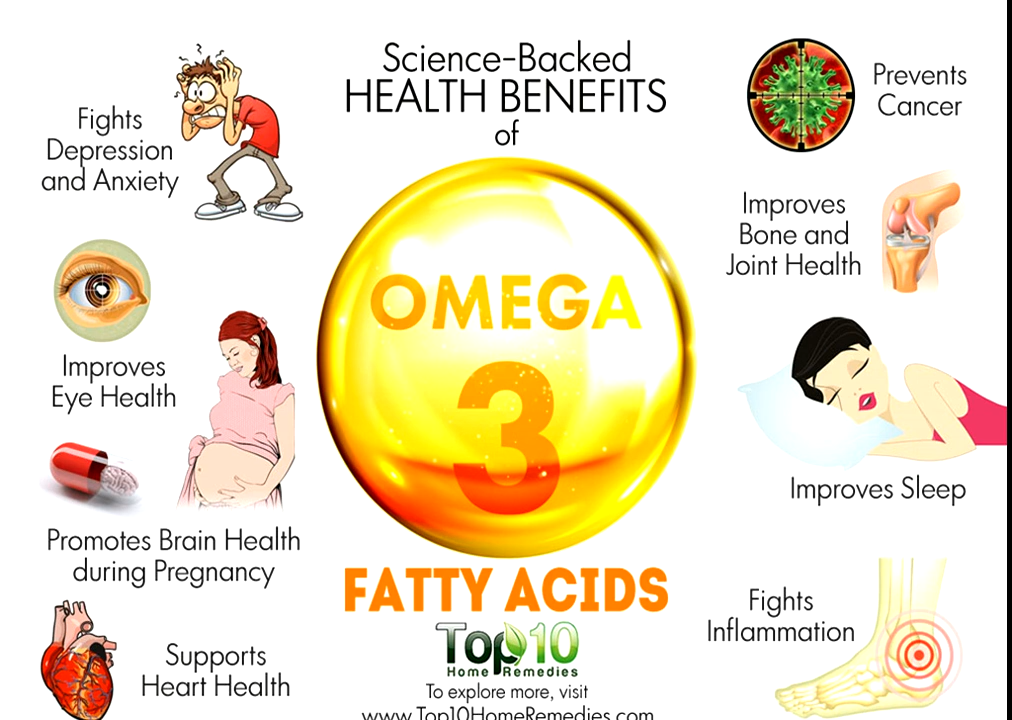 Science-Backed
HEALTH BENEFITS
of
OMEGA
3
FATTY ACIDS
Fights
Depression
and Anxiety
Improves
Eye Health
Promotes Brain Health
during Pregnancy
Supports
Heart Health
Prevents
Cancer
Improves
Bone and
Joint Health
Improves Sleep
Fights
Inflammation
Top10
Home Remedies
To explore more, visit
www.Top10HomeRemedies.com